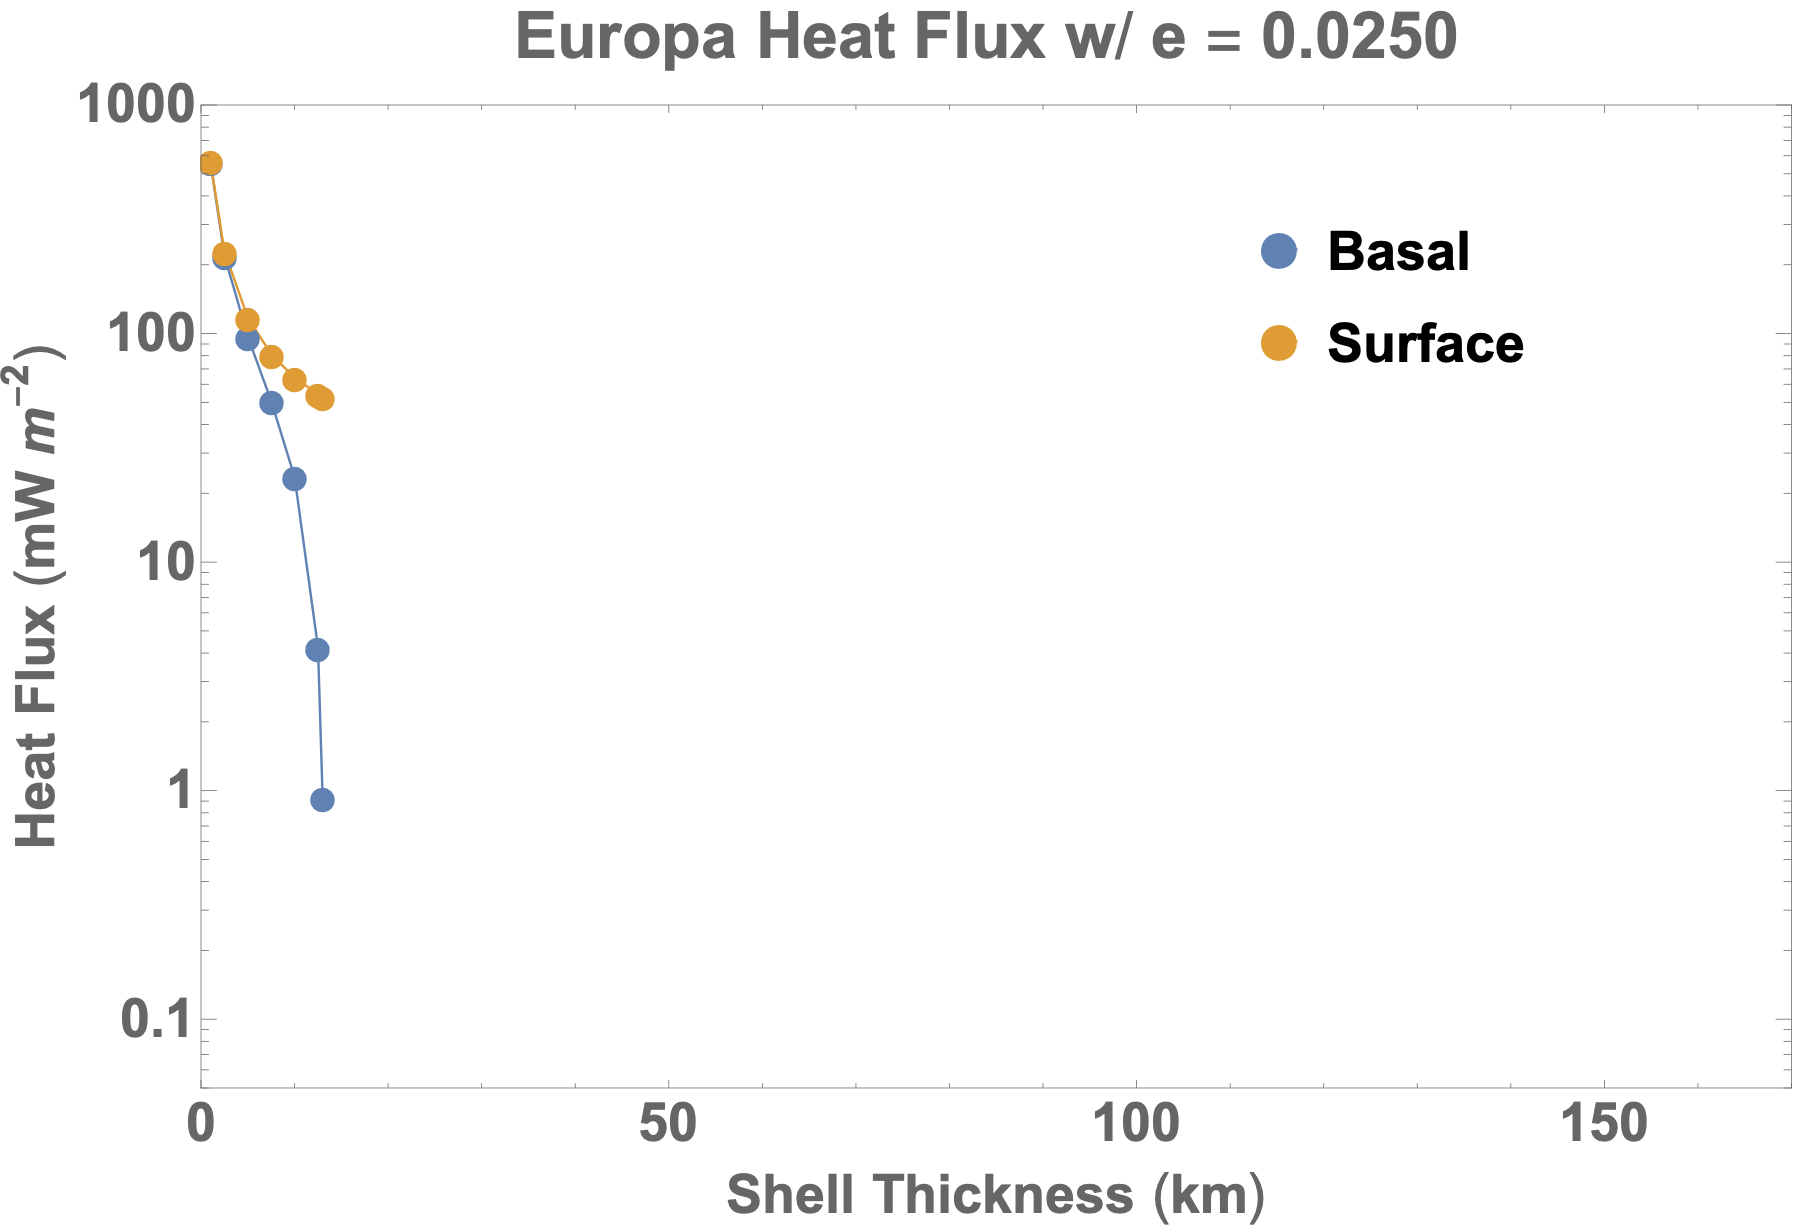 Europa Heat Flux w/ e = 0.0250
1000
100
10
1
0.1
Heat Flux (mW m⁻²)
Basal
Surface
0 50 100 150
Shell Thickness (km)